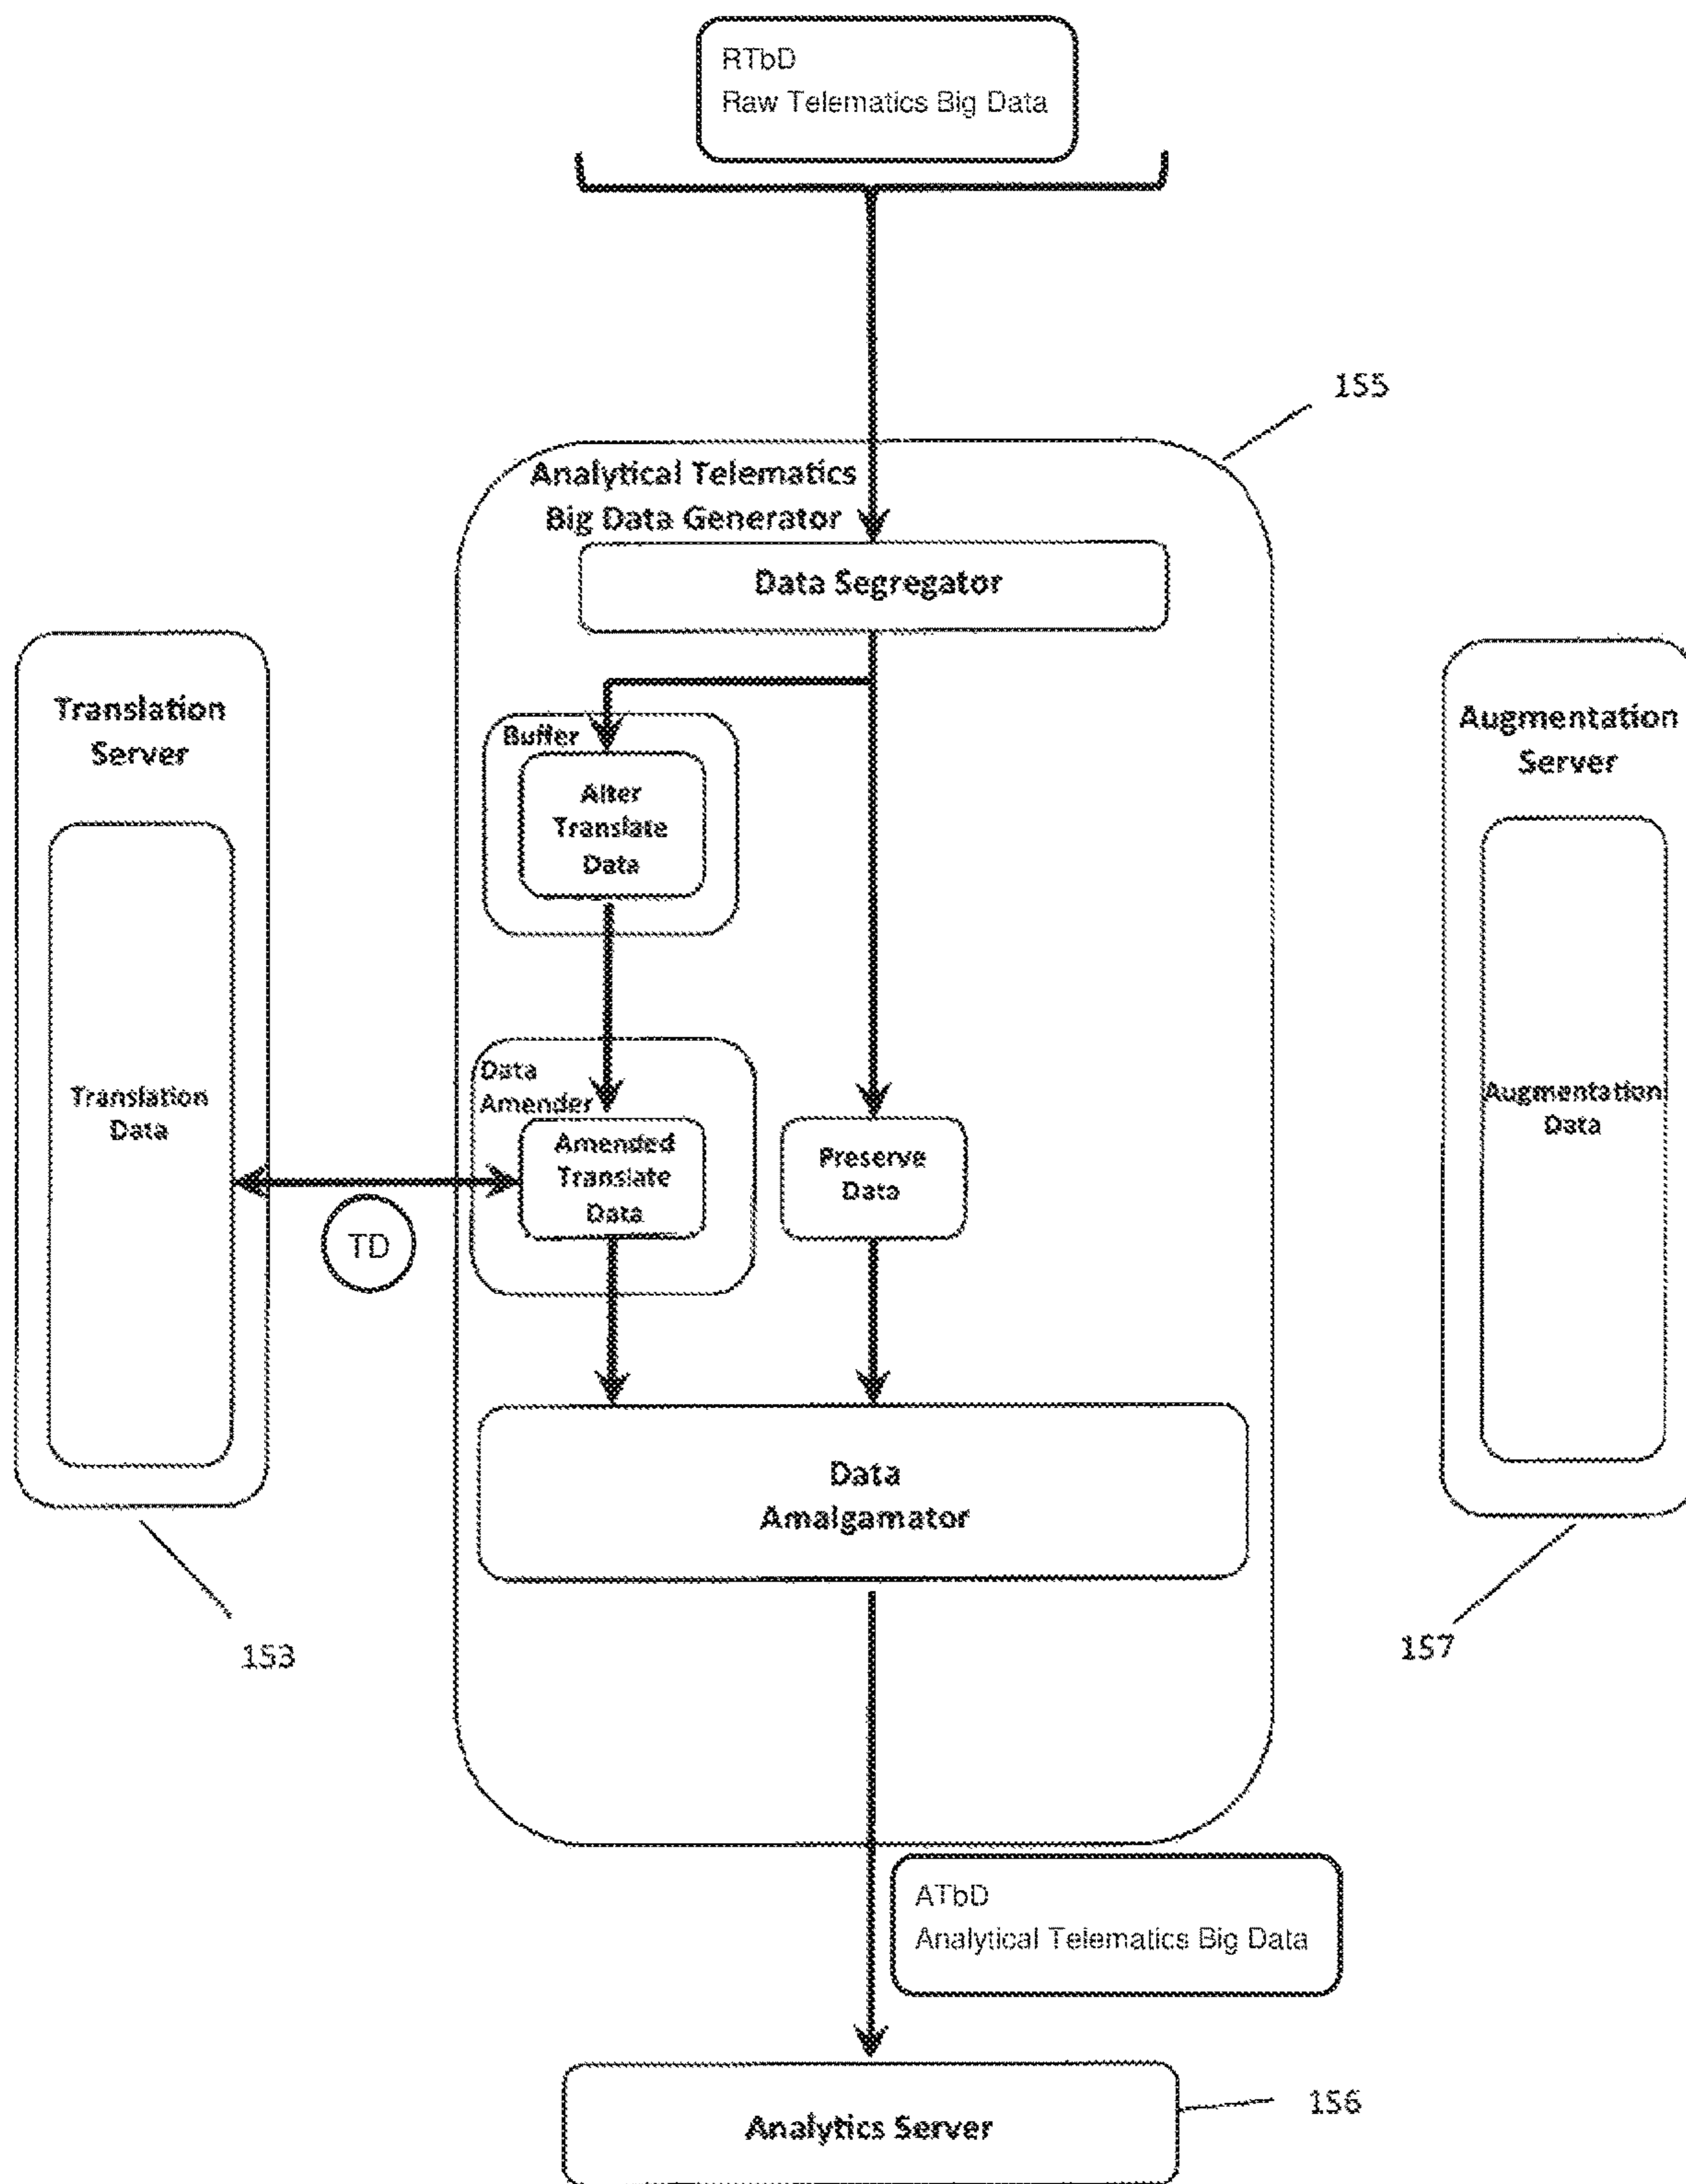 RTbD
Raw Telematics Big Data
155
Analytical Telematics
Big Data Generator
Data Segregator
Translation
Server
Augmentation
Server
Buffer
Alter
Translate
Data
Translation
Data
Data
Amender
Amended
Translate
Data
Preserve
Data
Augmentation
Data
TD
Data
Amalgamator
153
157
ATbD
Analytical Telematics Big Data
Analytics Server
156